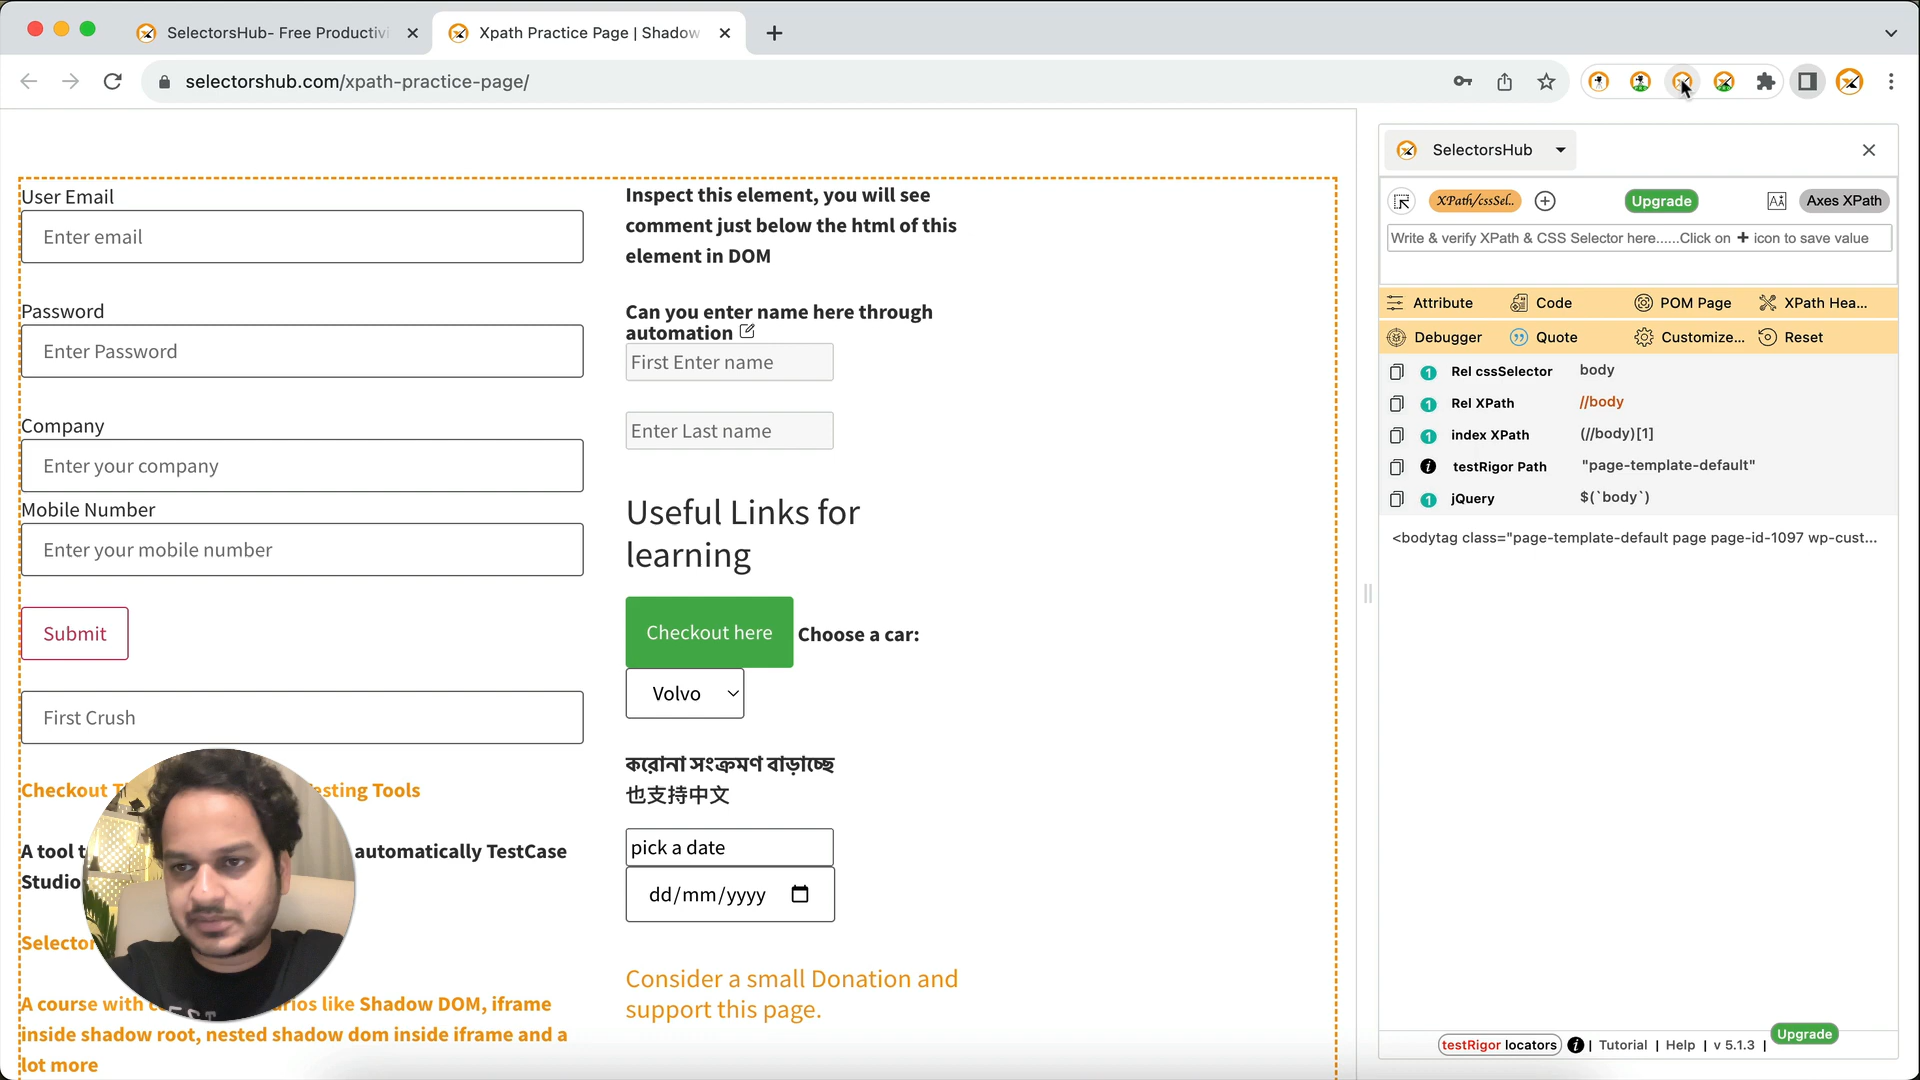 SelectorsHub- Free Productivi
Xpath Practice Page | Shadow
selectorshub.com/xpath-practice-page/
User Email
Enter email
Password
Enter Password
Company
Enter your company
Mobile Number
Enter your mobile number
Submit
First Crush
Checkout T
esting Tools
A tool t
automatically TestCase
Studio
Selector
A course with c
rios like Shadow DOM, iframe
inside shadow root, nested shadow dom inside iframe and a
lot more
Inspect this element, you will see
comment just below the html of this
element in DOM
Can you enter name here through
automation
First Enter name
Enter Last name
Useful Links for
learning
Checkout here
Choose a car:
Volvo
করোনা সংক্রমণ বাড়াচ্ছে
也支持中文
pick a date
dd/mm/yyyy
Consider a small Donation and
support this page.
SelectorsHub
XPath/cssSel..
Upgrade
Axes XPath
Write & verify XPath & CSS Selector here......Click on + icon to save value
Attribute Code POM Page XPath Hea...
Debugger Quote Customize... Reset
1 Rel cssSelector body
1 Rel XPath //body
1 index XPath (//body)[1]
testRigor Path "page-template-default"
1 jQuery $(`body`)
<bodytag class="page-template-default page page-id-1097 wp-cust...
testRigor locators | Tutorial | Help | v 5.1.3 | Upgrade